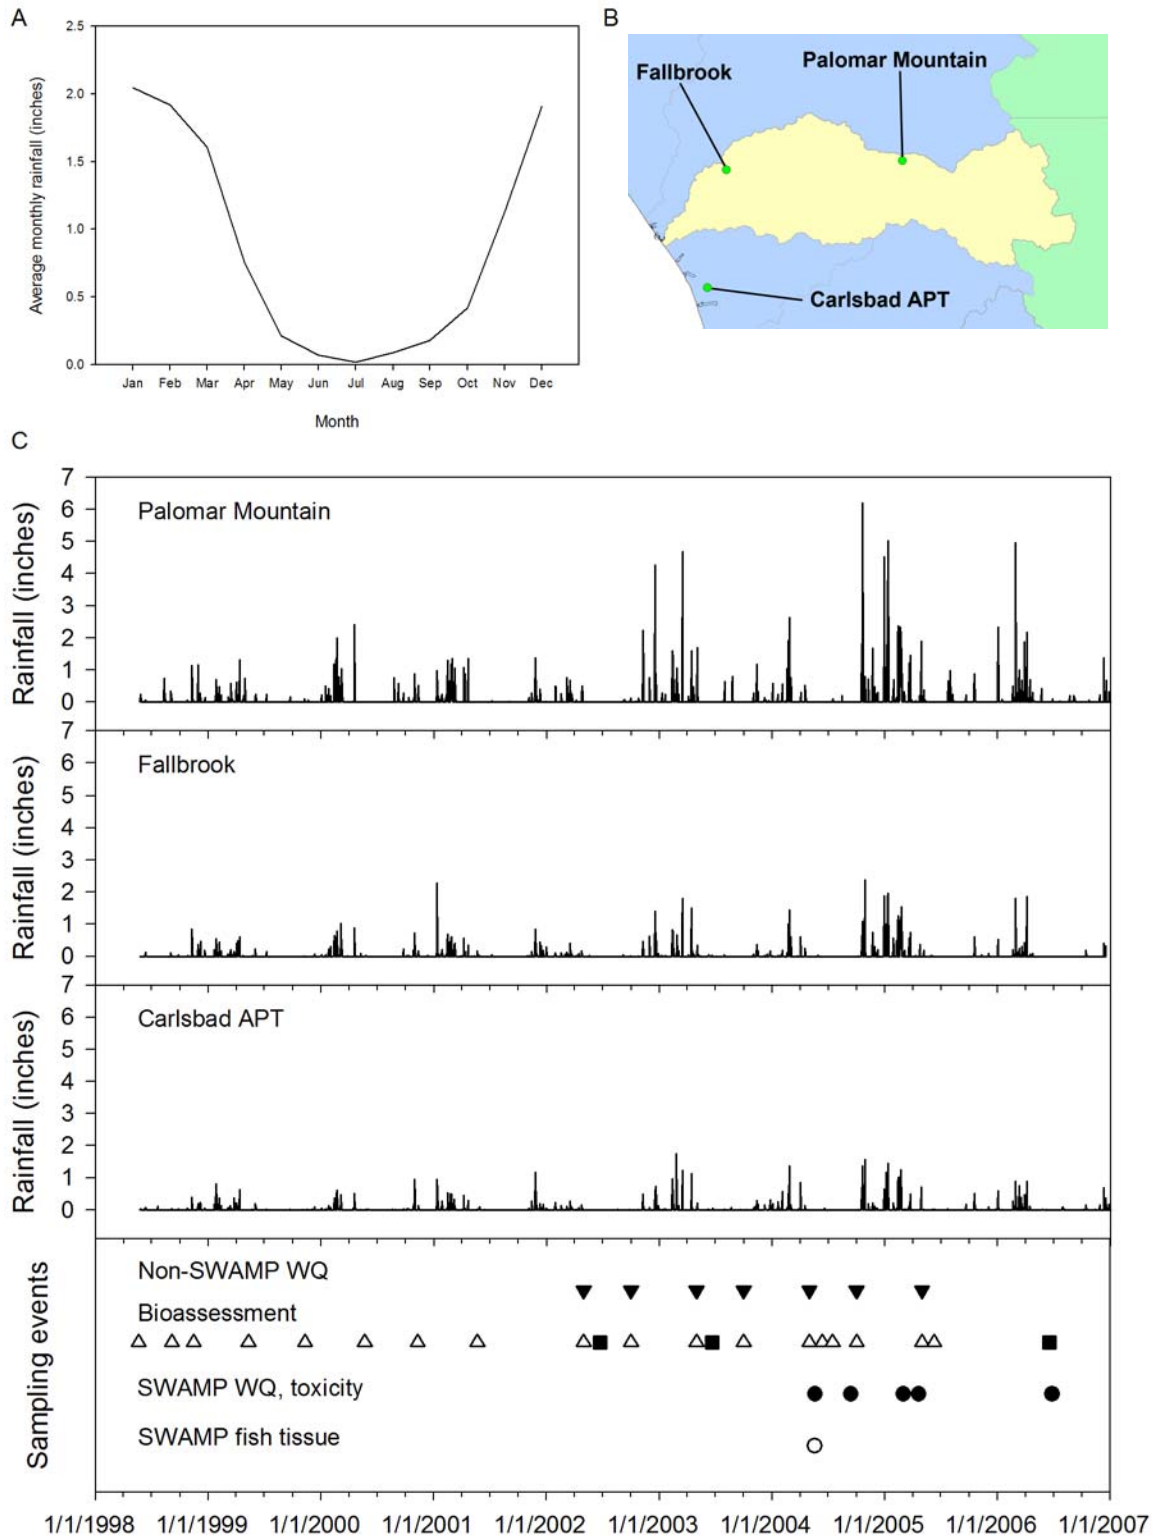 A
2.5
2.0
1.5
1.0
0.5
0.0
Average monthly rainfall (inches)
Jan Feb Mar Apr May Jun Jul Aug Sep Oct Nov Dec
Month
B
Palomar Mountain
Fallbrook
Carlsbad APT
C
7
6
5
4
3
2
1
0
Rainfall (inches)
Palomar Mountain
7
6
5
4
3
2
1
0
Rainfall (inches)
Fallbrook
7
6
5
4
3
2
1
0
Rainfall (inches)
Carlsbad APT
Sampling events
Non-SWAMP WQ
Bioassessment
SWAMP WQ, toxicity
SWAMP fish tissue
1/1/1998 1/1/1999 1/1/2000 1/1/2001 1/1/2002 1/1/2003 1/1/2004 1/1/2005 1/1/2006 1/1/2007